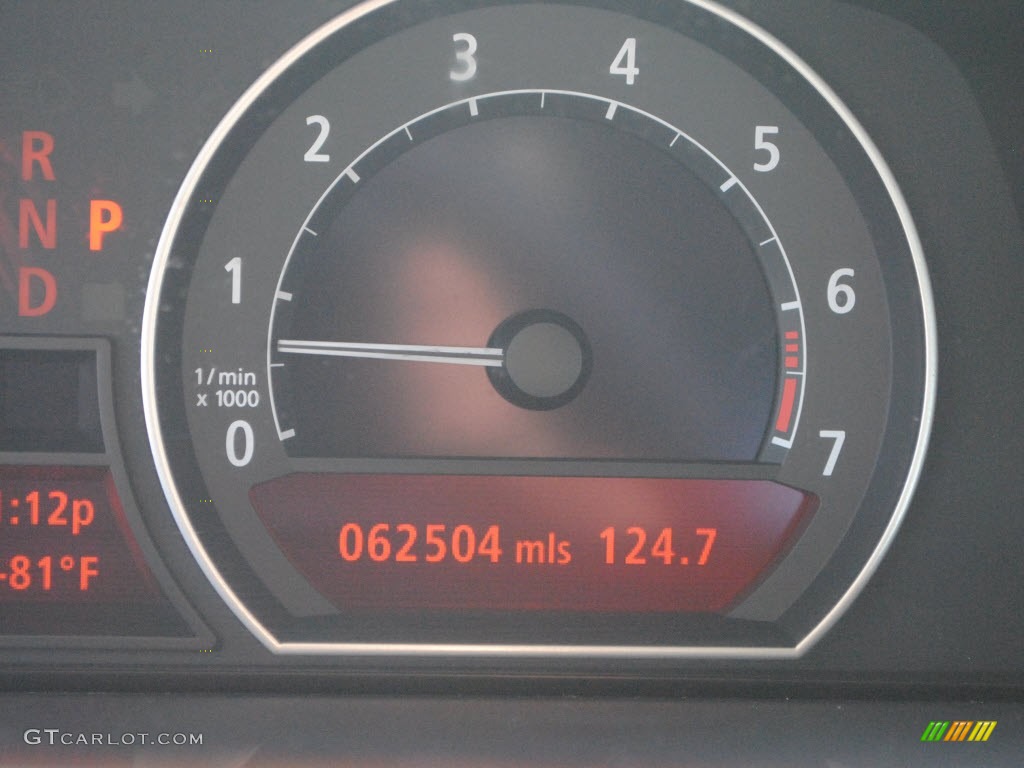 3
4
2
5
R
N P
D
1
6
1/min
x 1000
0
7
:12p
062504 mls 124.7
81°F
GTCARLOT.COM